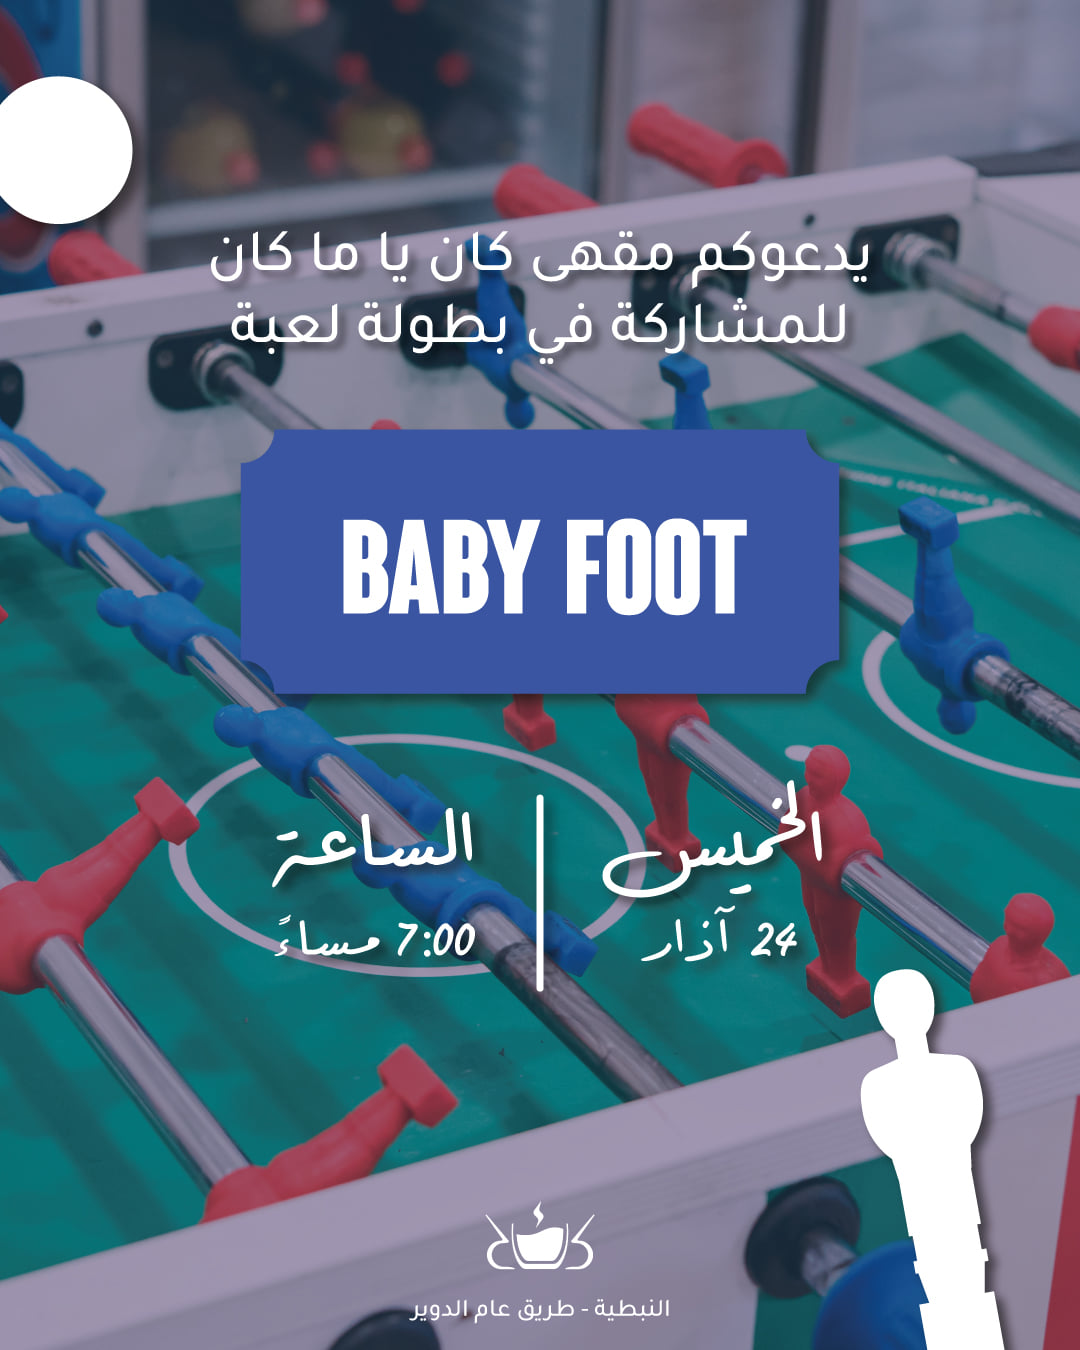 يدعوكم مقهى كان يا ما كان
للمشاركة في بطولة لعبة
BABY FOOT
الخميس
24 آذار
الساعة
7:00 مساءً
النبطية - طريق عام الدوير